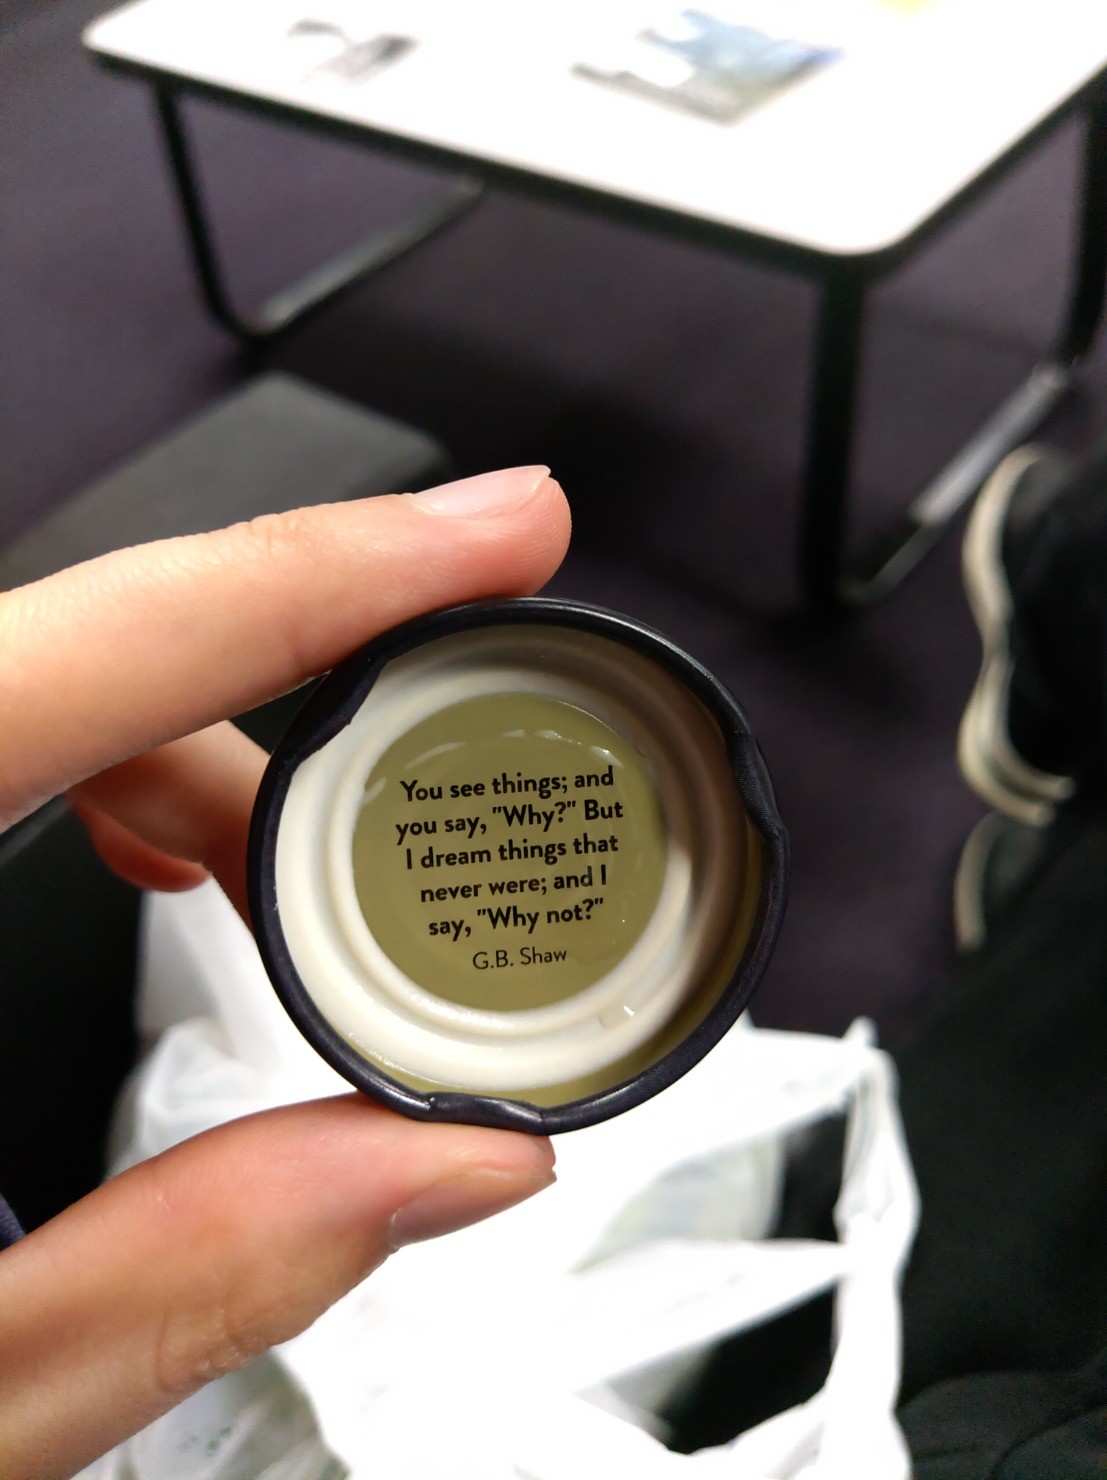 You see things; and
you say, "Why?" But
I dream things that
never were; and I
say, "Why not?"
G.B. Shaw